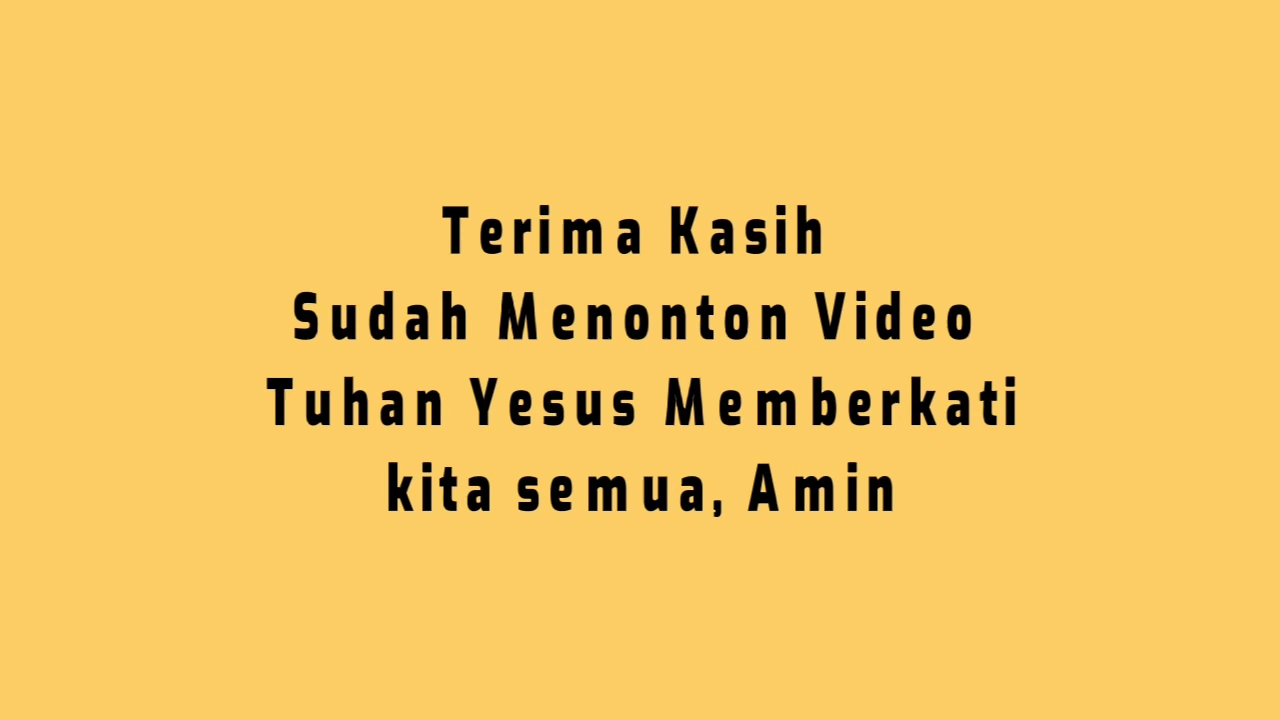 Terima Kasih
Sudah Menonton Video
Tuhan Yesus Memberkati
kita semua, Amin